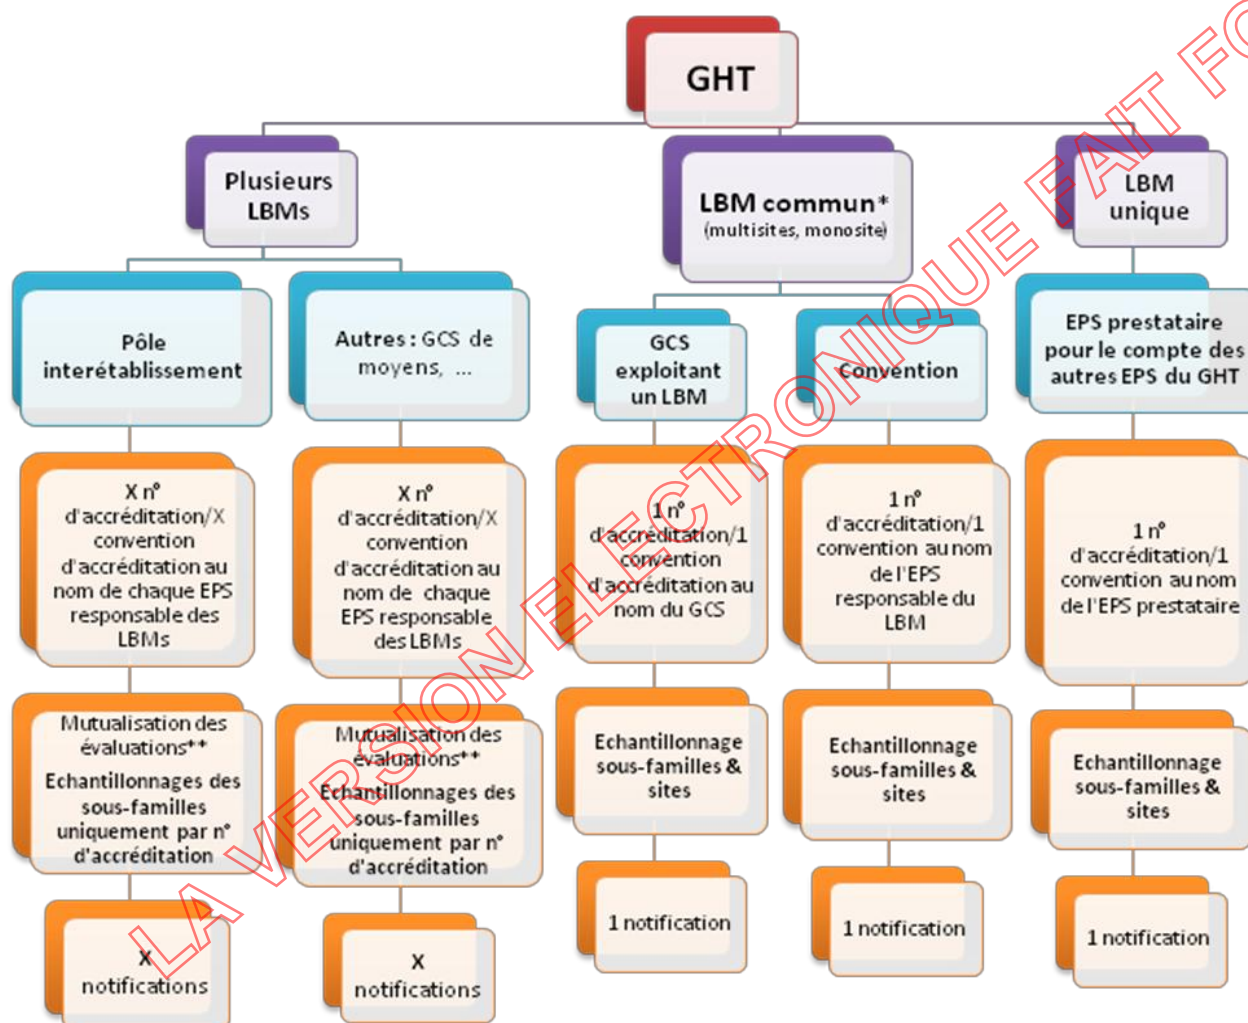 GHT
Plusieurs
LBMs
LBM commun*
(multisites, monosite)
LBM
unique
Pôle
interétablissement
Autres : GCS de
moyens, ...
GCS
exploitant
un LBM
Convention
EPS prestataire
pour le compte des
autres EPS du GHT
X n°
d'accréditation/X
convention
d'accréditation au
nom de chaque EPS
responsable des
LBMs
X n°
d'accréditation/X
convention
d'accréditation au
nom de chaque
EPS responsable
des LBMs
1 n°
d'accréditation/1
convention
d'accréditation au
nom du GCS
1 n°
d'accréditation/1
convention au nom
de l'EPS
responsable du
LBM
1 n°
d'accréditation/1
convention au nom
de l'EPS prestataire
Mutualisation des
évaluations**
Echantillonnages des
sous-familles
uniquement par n°
d'accréditation
Mutualisation des
évaluations**
Echantillonnages des
sous-familles
uniquement par n°
d'accréditation
Echantillonnage
sous-familles &
sites
Echantillonnage
sous-familles &
sites
Echantillonnage
sous-familles &
sites
X
notifications
X
notifications
1 notification
1 notification
1 notification
LA VERSION ELECTRONIQUE FAIT FO